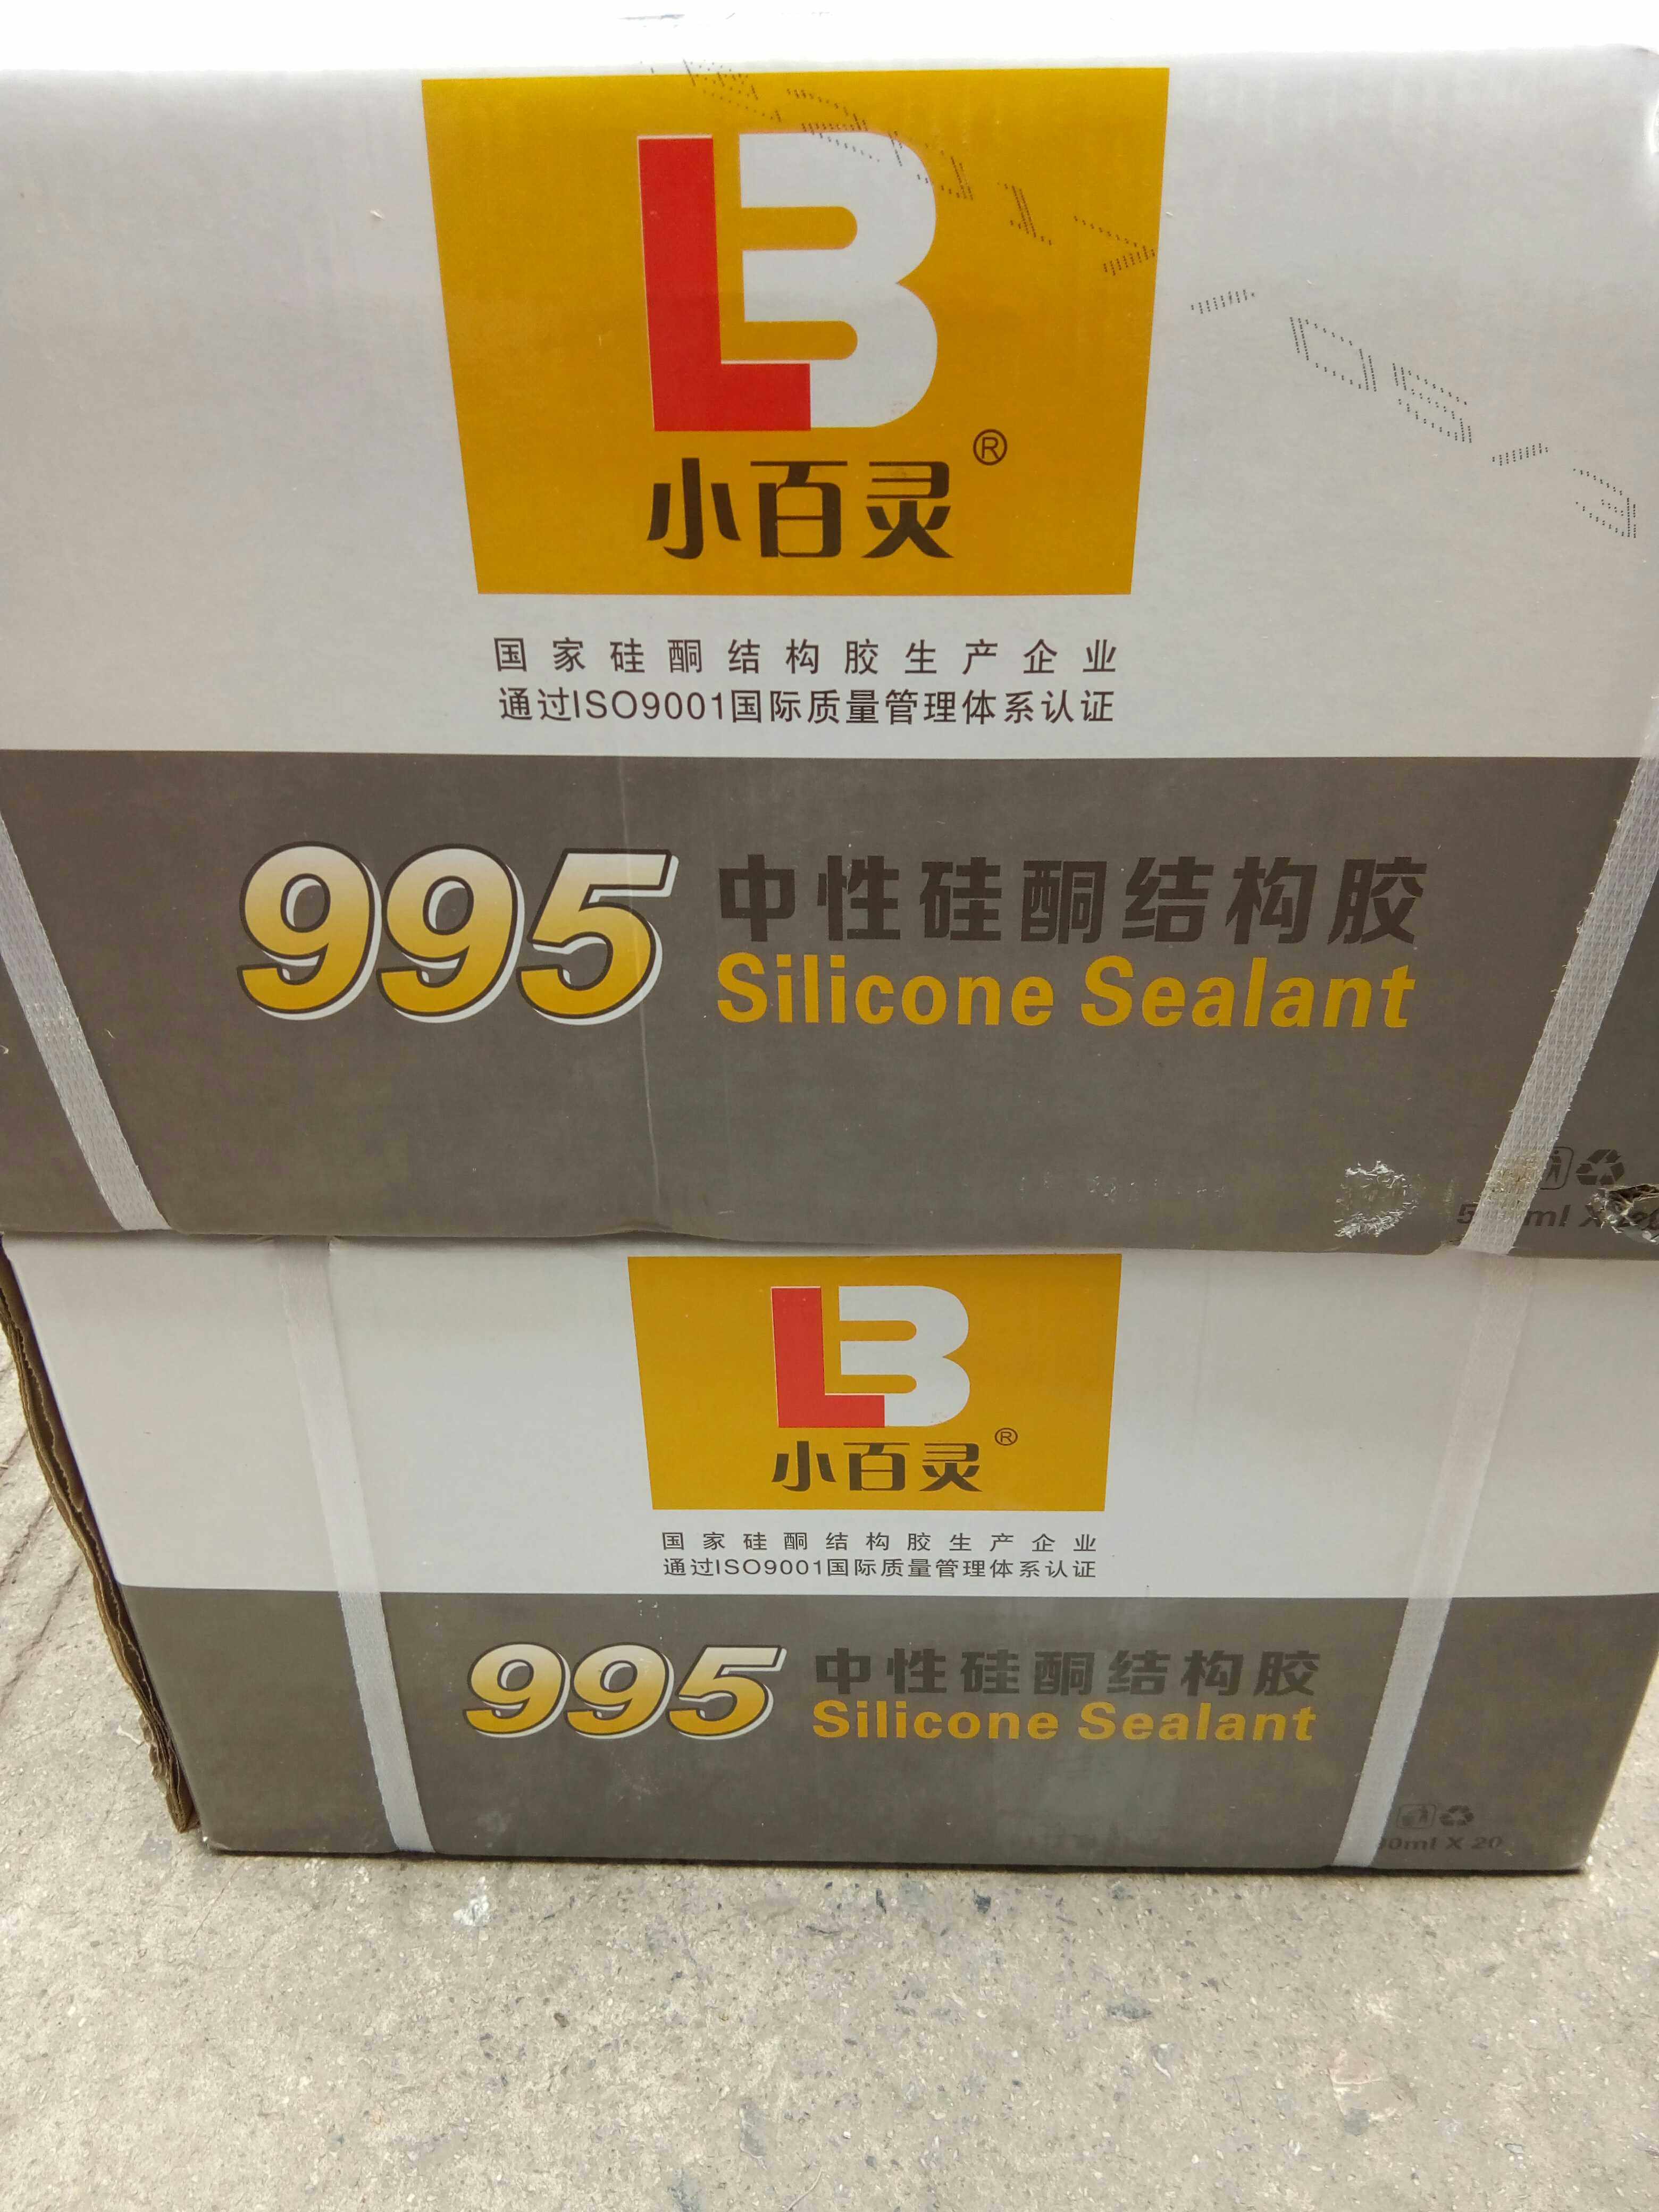 LB
小百灵®
国家硅酮结构胶生产企业
通过ISO9001国际质量管理体系认证
995 中性硅酮结构胶
Silicone Sealant
LB
小百灵®
国家硅酮结构胶生产企业
通过ISO9001国际质量管理体系认证
995 中性硅酮结构胶
Silicone Sealant
X 20